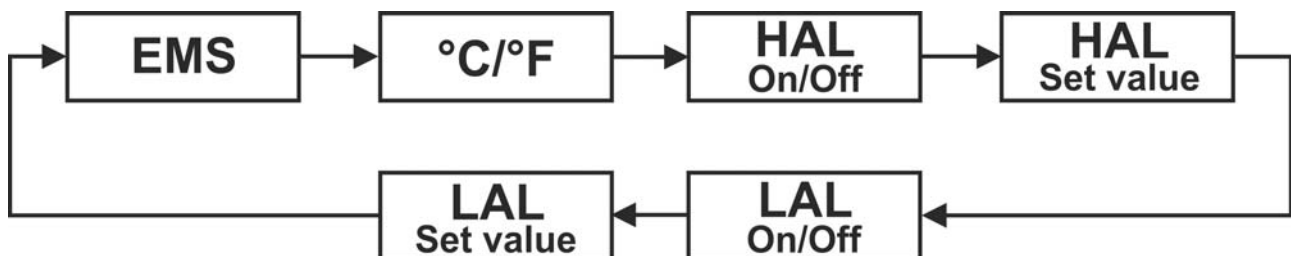 EMS
°C/°F
HAL
On/Off
HAL
Set value
LAL
Set value
LAL
On/Off